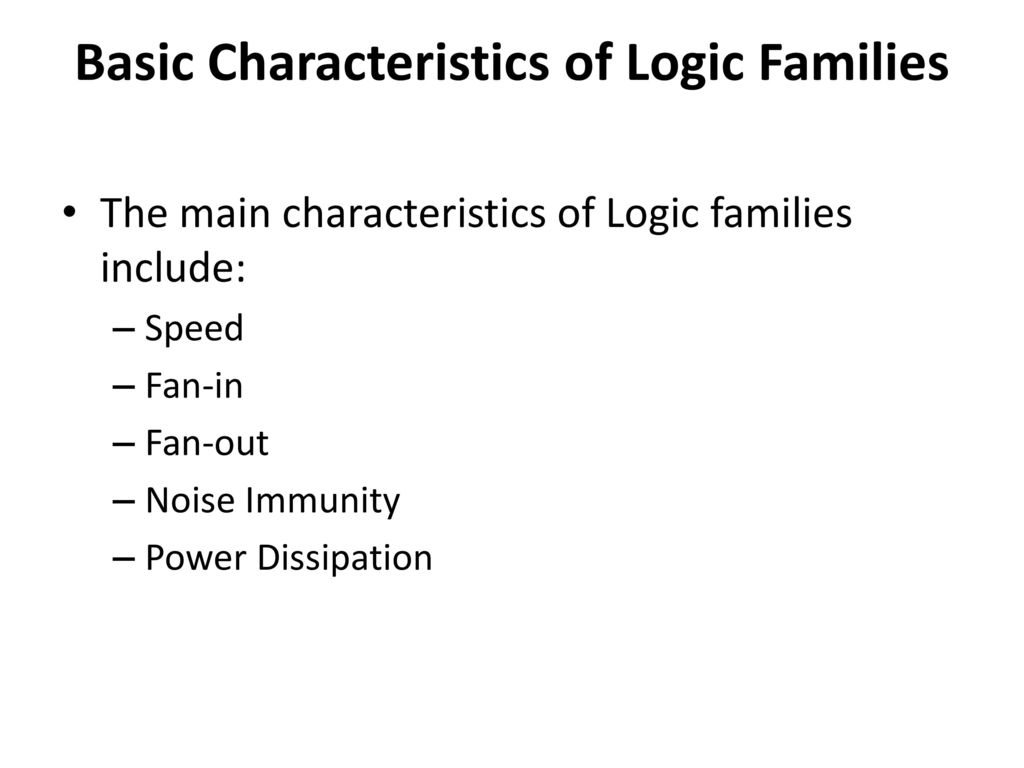 Basic Characteristics of Logic Families
• The main characteristics of Logic families
include:
– Speed
– Fan-in
– Fan-out
– Noise Immunity
– Power Dissipation